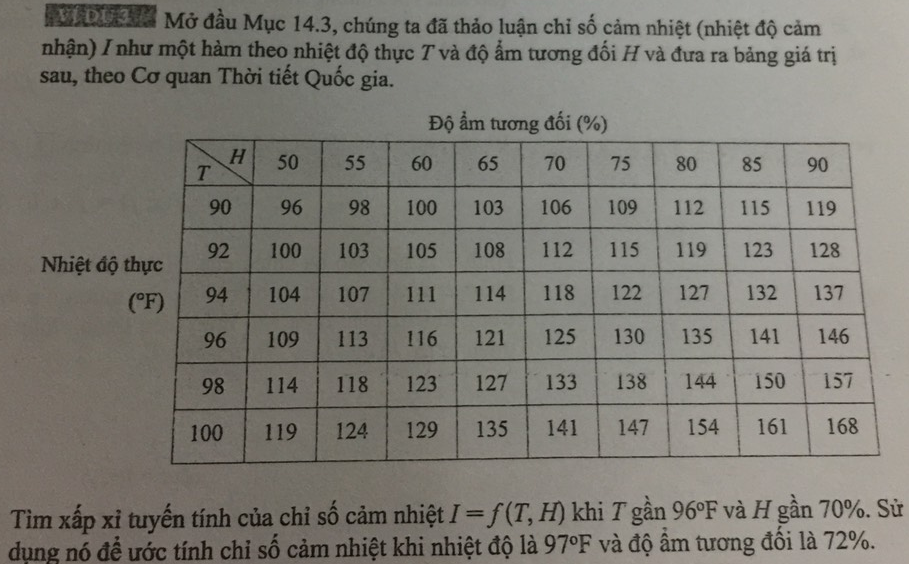 VÍ DỤ 3 Mở đầu Mục 14.3, chúng ta đã thảo luận chỉ số cảm nhiệt (nhiệt độ cảm
nhận) I như một hàm theo nhiệt độ thực T và độ ẩm tương đối H và đưa ra bảng giá trị
sau, theo Cơ quan Thời tiết Quốc gia.
Độ ẩm tương đối (%)
T H 50 55 60 65 70 75 80 85 90
90 96 98 100 103 106 109 112 115 119
92 100 103 105 108 112 115 119 123 128
Nhiệt độ thực
(°F)
94 104 107 111 114 118 122 127 132 137
96 109 113 116 121 125 130 135 141 146
98 114 118 123 127 133 138 144 150 157
100 119 124 129 135 141 147 154 161 168
Tìm xấp xỉ tuyến tính của chỉ số cảm nhiệt I = f(T, H) khi T gần 96°F và H gần 70%. Sử
dụng nó để ước tính chỉ số cảm nhiệt khi nhiệt độ là 97°F và độ ẩm tương đối là 72%.